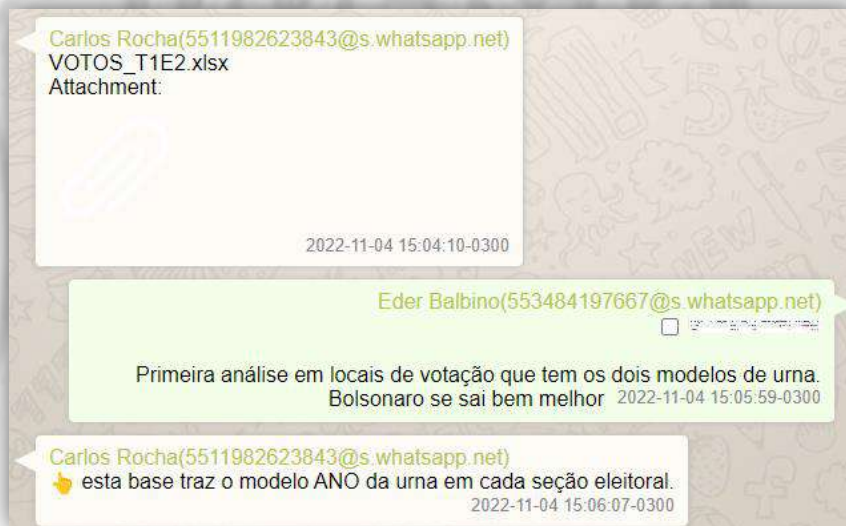 Carlos Rocha(5511982623843@s.whatsapp.net)
VOTOS_T1E2.xlsx
Attachment:
2022-11-04 15:04:10-0300
Eder Balbino(553484197667@s.whatsapp.net)
Primeira análise em locais de votação que tem os dois modelos de urna.
Bolsonaro se sai bem melhor 2022-11-04 15:05:59-0300
Carlos Rocha(5511982623843@s.whatsapp.net)
👆 esta base traz o modelo ANO da urna em cada seção eleitoral.
2022-11-04 15:06:07-0300